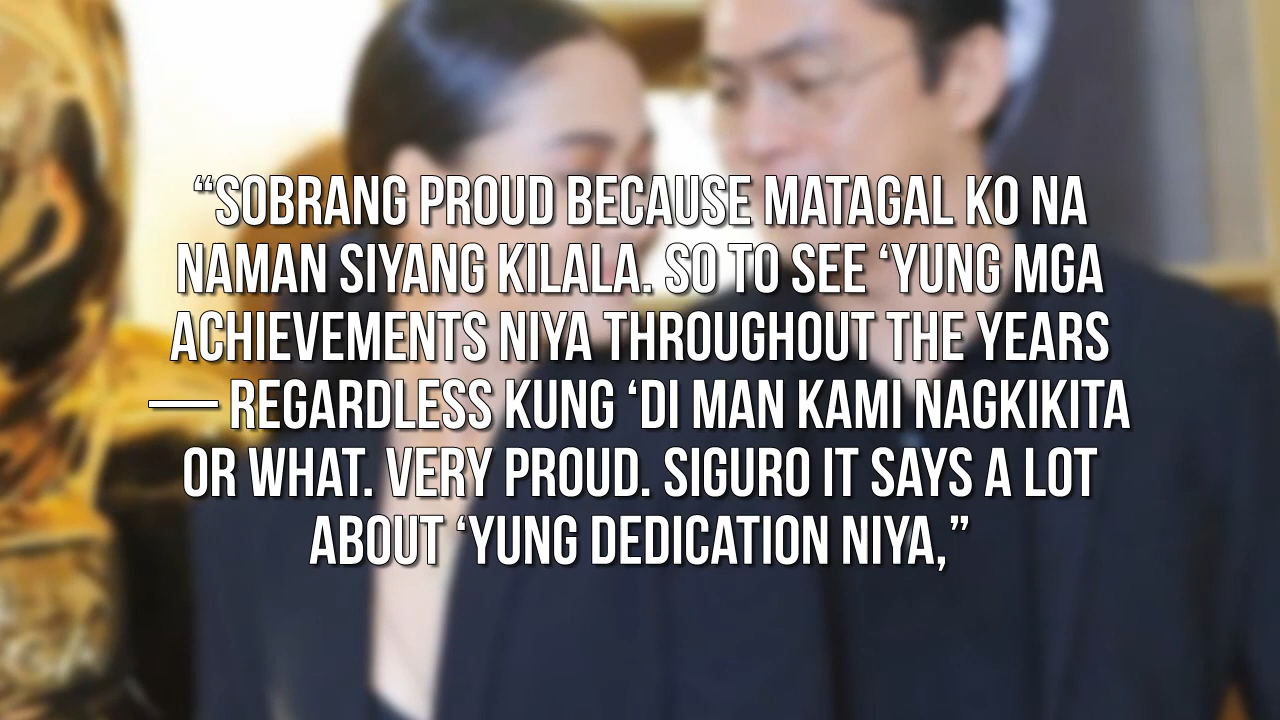 “SOBRANG PROUD BECAUSE MATAGAL KO NA
NAMAN SIYANG KILALA. SO TO SEE ‘YUNG MGA
ACHIEVEMENTS NIYA THROUGHOUT THE YEARS
— REGARDLESS KUNG ‘DI MAN KAMI NAGKIKITA
OR WHAT. VERY PROUD. SIGURO IT SAYS A LOT
ABOUT ‘YUNG DEDICATION NIYA,”